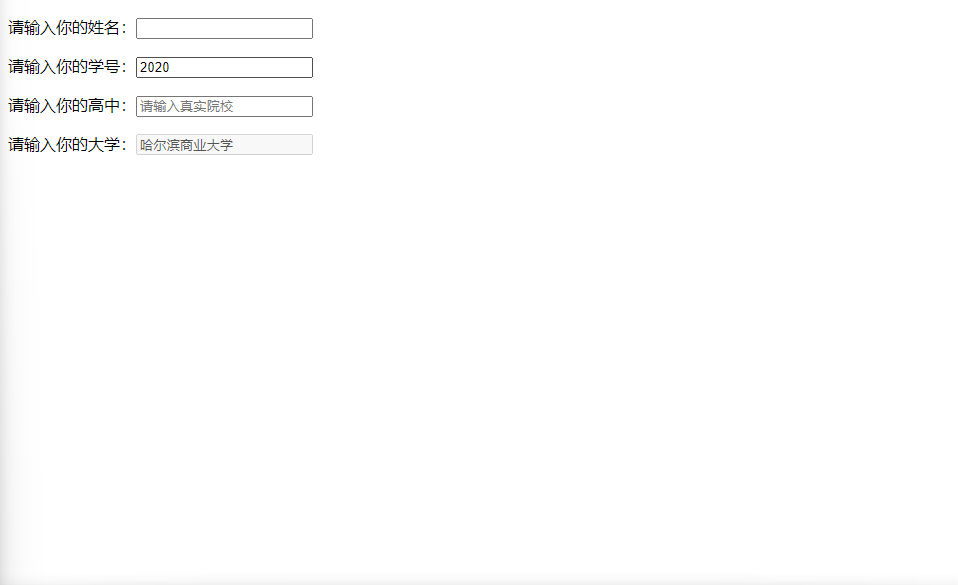 请输入你的姓名：
请输入你的学号：2020
请输入你的高中：请输入真实院校
请输入你的大学：哈尔滨商业大学